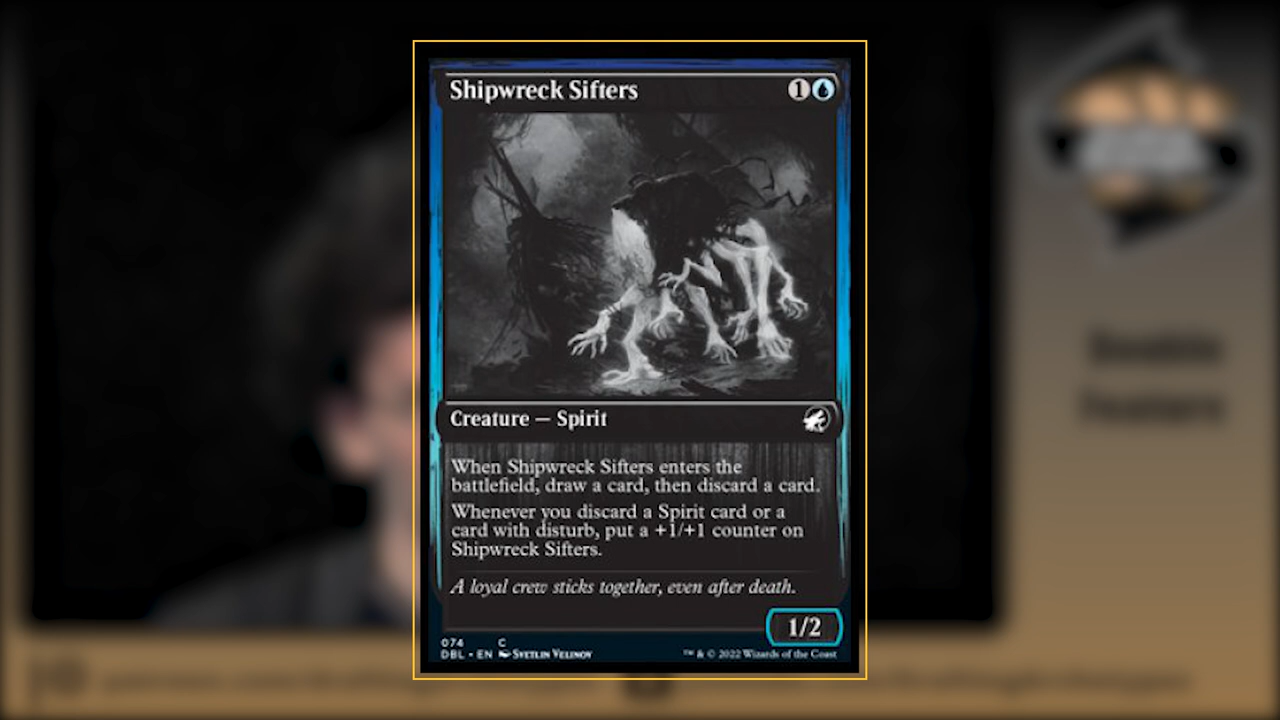 Shipwreck Sifters 1
Creature — Spirit
When Shipwreck Sifters enters the
battlefield, draw a card, then discard a card.
Whenever you discard a Spirit card or a
card with disturb, put a +1/+1 counter on
Shipwreck Sifters.
A loyal crew sticks together, even after death.
1/2
074 C
DBL • EN Svetlin Velinov ™ & © 2022 Wizards of the Coast